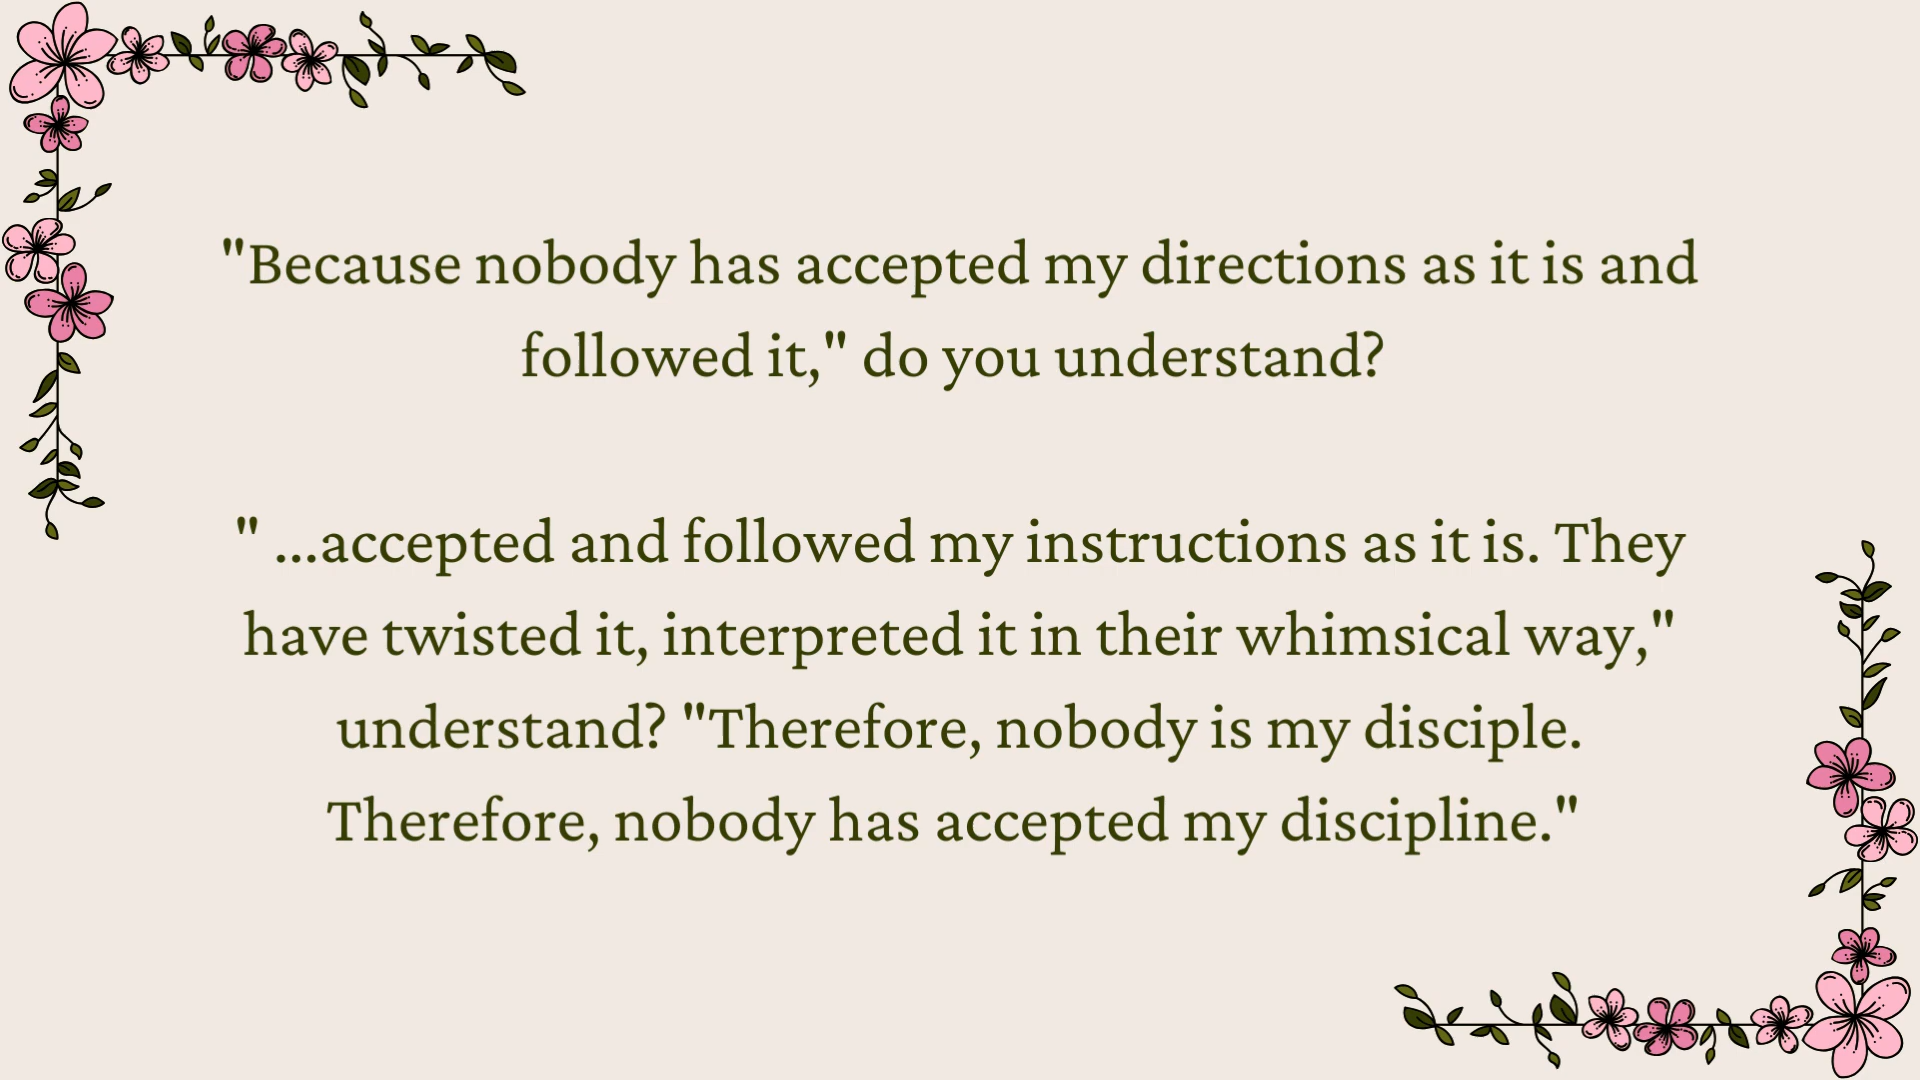 "Because nobody has accepted my directions as it is and
followed it," do you understand?
" ...accepted and followed my instructions as it is. They
have twisted it, interpreted it in their whimsical way,"
understand? "Therefore, nobody is my disciple.
Therefore, nobody has accepted my discipline."